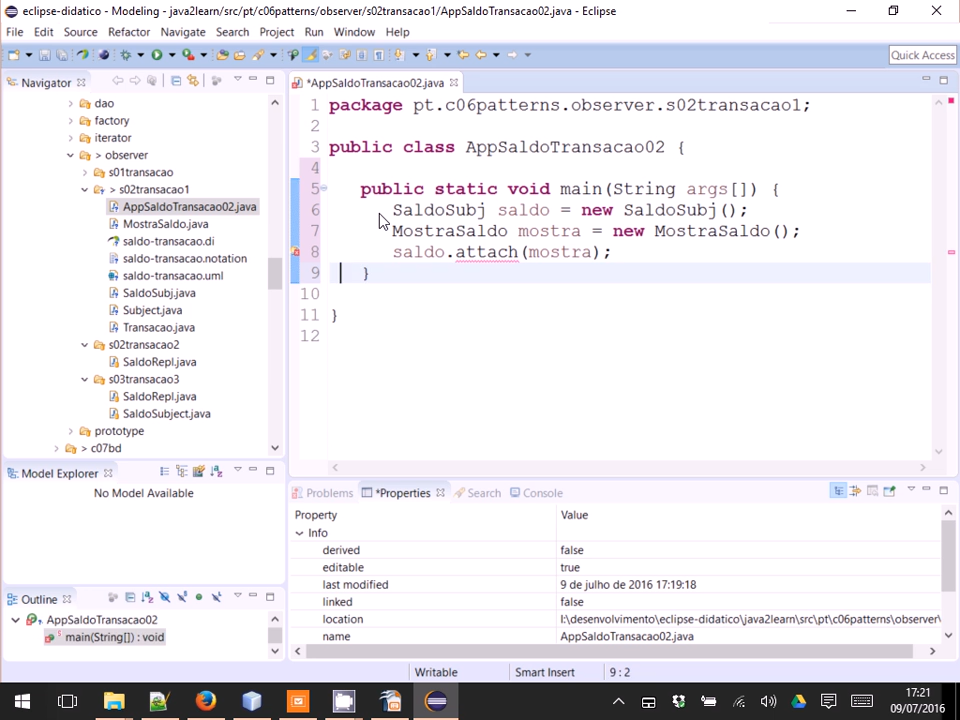 eclipse-didatico - Modeling - java2learn/src/pt/c06patterns/observer/s02transacao1/AppSaldoTransacao02.java - Eclipse
File Edit Source Refactor Navigate Search Project Run Window Help
Quick Access
Navigator
dao
factory
iterator
> observer
s01transacao
> s02transacao1
AppSaldoTransacao02.java
MostraSaldo.java
saldo-transacao.di
saldo-transacao.notation
saldo-transacao.uml
SaldoSubj.java
Subject.java
Transacao.java
s02transacao2
SaldoRepl.java
s03transacao3
SaldoRepl.java
SaldoSubject.java
prototype
> c07bd
*AppSaldoTransacao02.java
1 package pt.c06patterns.observer.s02transacao1;
2
3 public class AppSaldoTransacao02 {
4
5 public static void main(String args[]) {
6 SaldoSubj saldo = new SaldoSubj();
7 MostraSaldo mostra = new MostraSaldo();
8 saldo.attach(mostra);
9 }
10
11 }
12
Model Explorer
No Model Available
Outline
AppSaldoTransacao02
main(String[]) : void
Problems *Properties Search Console
Property Value
Info
derived false
editable true
last modified 9 de julho de 2016 17:19:18
linked false
location I:\desenvolvimento\eclipse-didatico\java2learn\src\pt\c06patterns\observer\
name AppSaldoTransacao02.java
Writable Smart Insert 9 : 2
17:21
09/07/2016